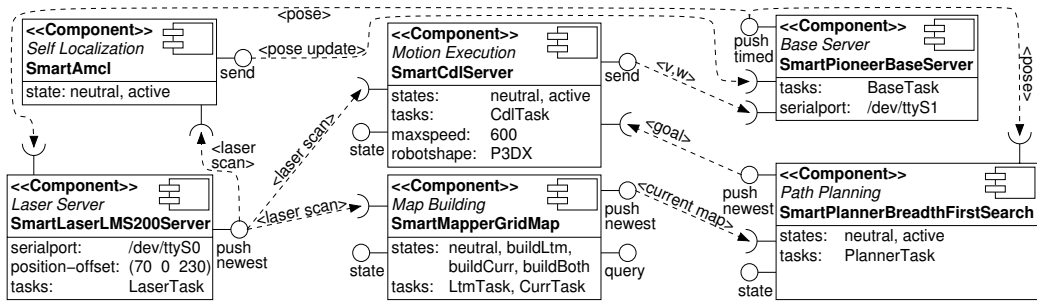 <pose>
<<Component>>
Self Localization
SmartAmcl
state: neutral, active
send
<pose update>
<laser
scan>
<<Component>>
Motion Execution
SmartCdlServer
states: neutral, active
tasks: CdlTask
maxspeed: 600
robotshape: P3DX
state
send
<v,w>
<goal>
<laser scan>
push
timed
<<Component>>
Base Server
SmartPioneerBaseServer
tasks: BaseTask
serialport: /dev/ttyS1
<pose>
<<Component>>
Laser Server
SmartLaserLMS200Server
serialport: /dev/ttyS0
position−offset: (70 0 230)
tasks: LaserTask
push
newest
<laser scan>
<<Component>>
Map Building
SmartMapperGridMap
states: neutral, buildLtm,
buildCurr, buildBoth
tasks: LtmTask, CurrTask
state
push
newest
query
<current map>
push
newest
<<Component>>
Path Planning
SmartPlannerBreadthFirstSearch
states: neutral, active
tasks: PlannerTask
state